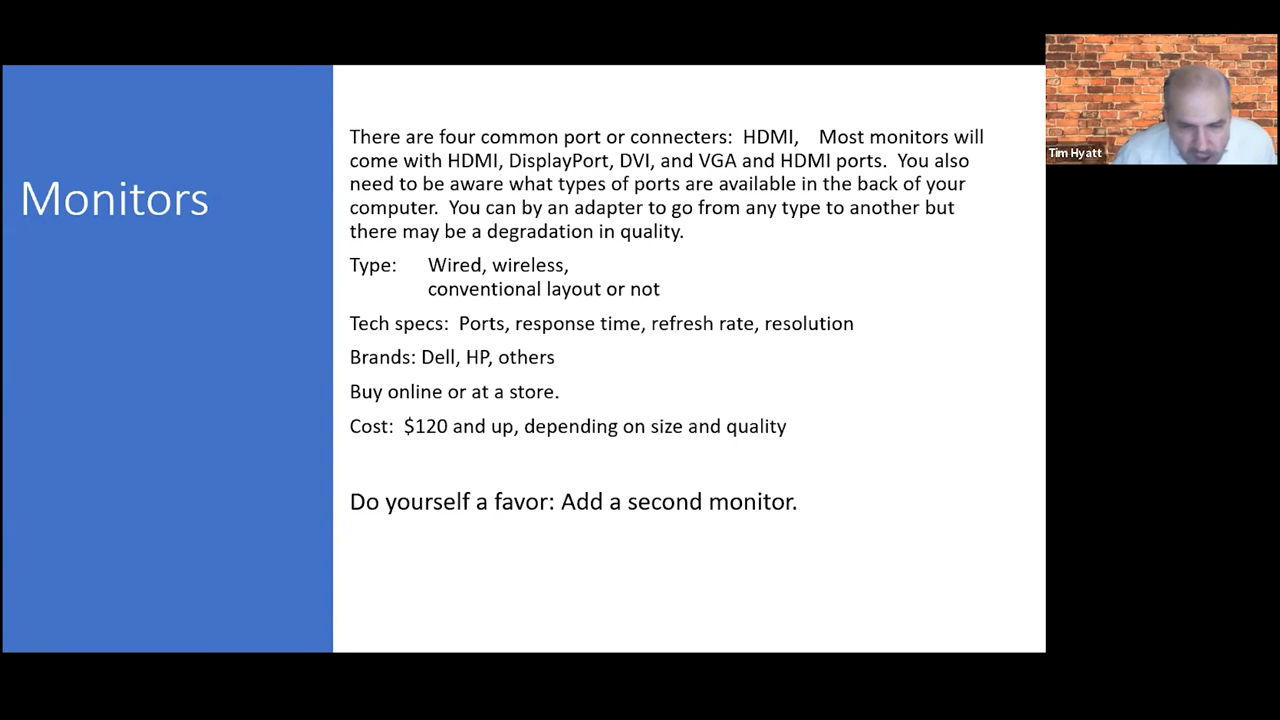 Monitors
There are four common port or connecters:  HDMI,    Most monitors will
come with HDMI, DisplayPort, DVI, and VGA and HDMI ports.  You also
need to be aware what types of ports are available in the back of your
computer.  You can by an adapter to go from any type to another but
there may be a degradation in quality.
Type:    Wired, wireless,
conventional layout or not
Tech specs:  Ports, response time, refresh rate, resolution
Brands: Dell, HP, others
Buy online or at a store.
Cost:  $120 and up, depending on size and quality
Do yourself a favor: Add a second monitor.
Tim Hyatt